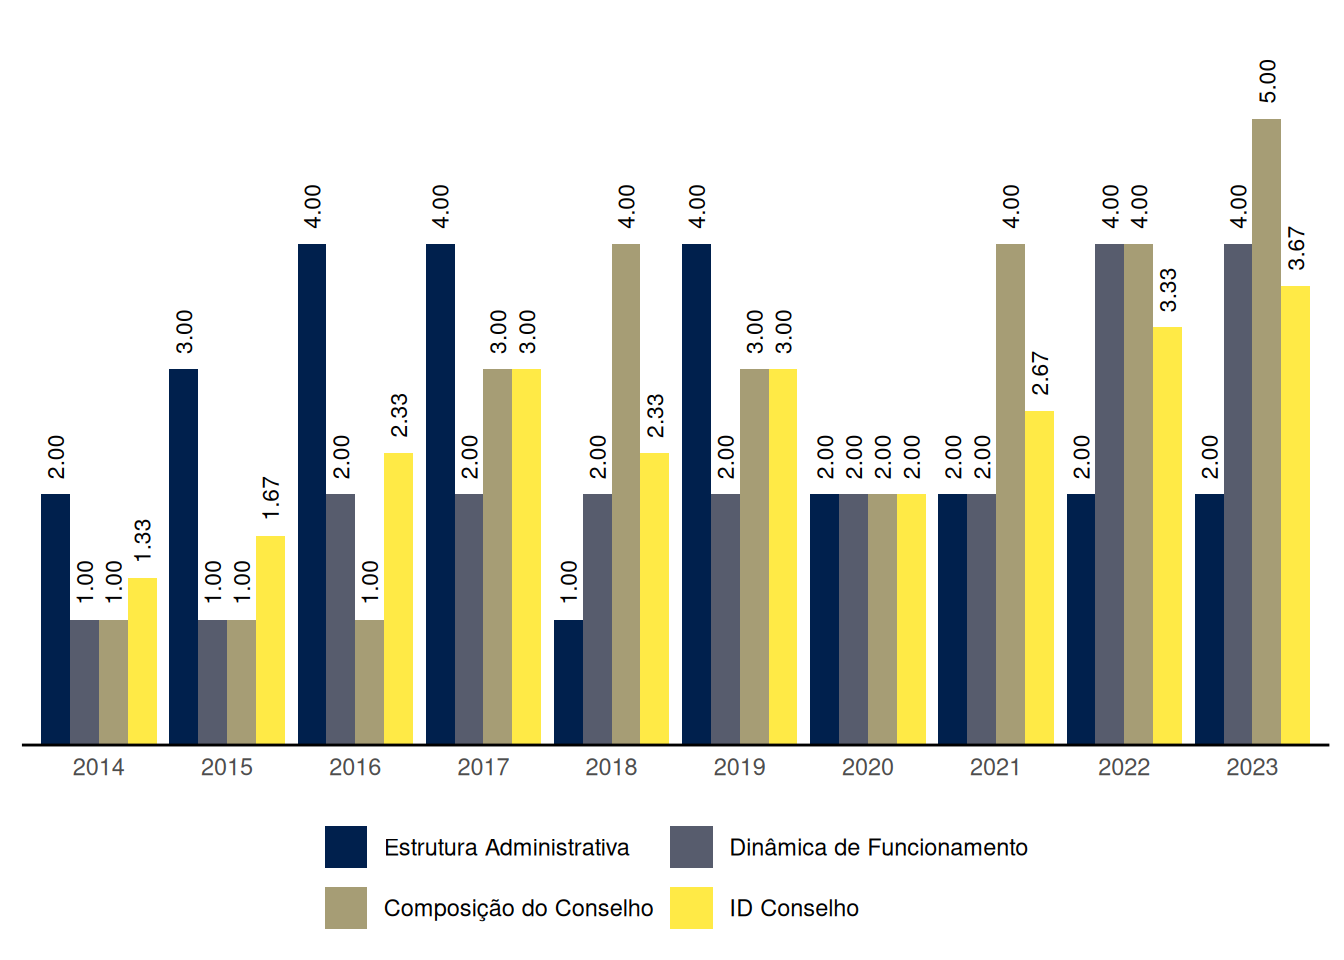 2.00 1.00 1.00 1.33
3.00 1.00 1.00 1.67
4.00 2.00 1.00 2.33
4.00 2.00 3.00 3.00
1.00 2.00 4.00 2.33
4.00 2.00 3.00 3.00
2.00 2.00 2.00 2.00
2.00 2.00 4.00 2.67
2.00 4.00 4.00 3.33
2.00 4.00 5.00 3.67
2014 2015 2016 2017 2018 2019 2020 2021 2022 2023
Estrutura Administrativa Dinâmica de Funcionamento
Composição do Conselho ID Conselho